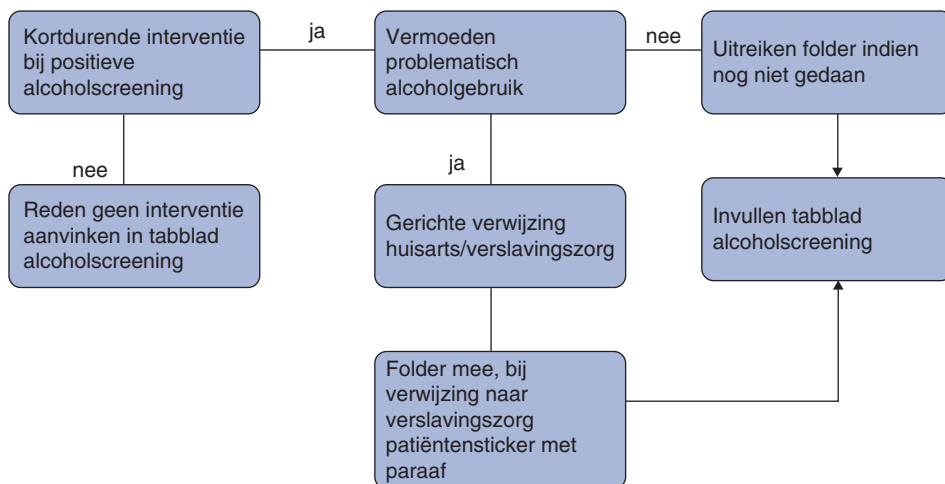 Kortdurende interventie
bij positieve
alcoholscreening
ja
Vermoeden
problematisch
alcoholgebruik
nee
Uitreiken folder indien
nog niet gedaan
nee
Reden geen interventie
aanvinken in tabblad
alcoholscreening
ja
Gerichte verwijzing
huisarts/verslavingszorg
Invullen tabblad
alcoholscreening
Folder mee, bij
verwijzing naar
verslavingszorg
patiëntensticker met
paraaf